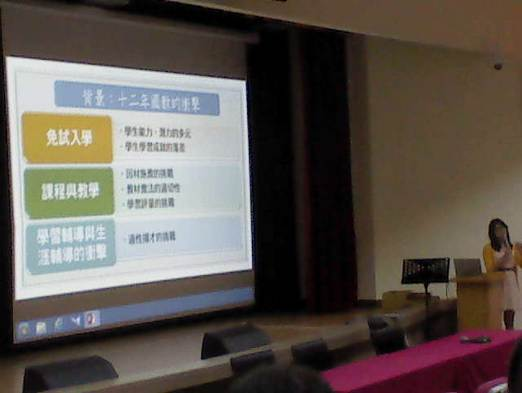 背景：十二年國教的衝擊
免試入學
·學生能力、潛力的多元
·學生學習成就的落差
課程與教學
·因材施教的挑戰
·教材教法的適切性
·學習評量的挑戰
學習輔導與生
涯輔導的衝擊
·適性揚才的挑戰